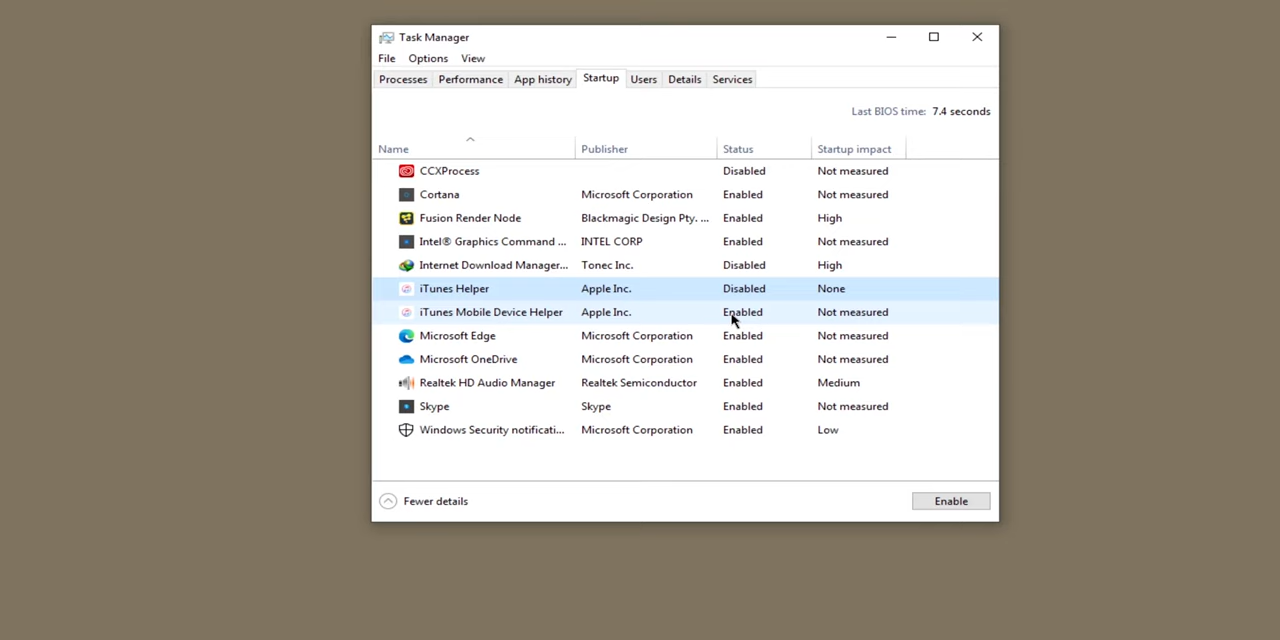 Task Manager
File Options View
Processes Performance App history Startup Users Details Services
Last BIOS time: 7.4 seconds
Name Publisher Status Startup impact
CCXProcess Disabled Not measured
Cortana Microsoft Corporation Enabled Not measured
Fusion Render Node Blackmagic Design Pty. ... Enabled High
Intel® Graphics Command ... INTEL CORP Enabled Not measured
Internet Download Manager... Tonec Inc. Disabled High
iTunes Helper Apple Inc. Disabled None
iTunes Mobile Device Helper Apple Inc. Enabled Not measured
Microsoft Edge Microsoft Corporation Enabled Not measured
Microsoft OneDrive Microsoft Corporation Enabled Not measured
Realtek HD Audio Manager Realtek Semiconductor Enabled Medium
Skype Skype Enabled Not measured
Windows Security notificati... Microsoft Corporation Enabled Low
Fewer details Enable